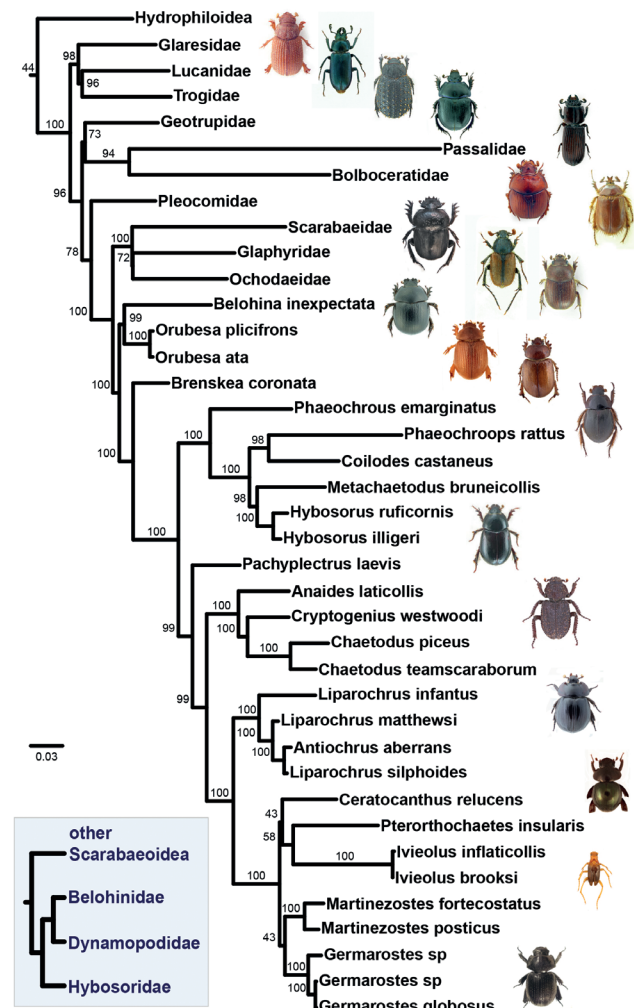 Hydrophiloidea
98
Glaresidae
44
Lucanidae
96
Trogidae
100
Geotrupidae
73
94
Passalidae
Bolboceratidae
96
Pleocomidae
Scarabaeidae
100
78
72
Glaphyridae
Ochodaeidae
Belohina inexpectata
99
100
Orubesa plicifrons
100
Orubesa ata
100
Brenskea coronata
Phaeochrous emarginatus
100
98
Phaeochroops rattus
100
100
Coilodes castaneus
98
Metachaetodus bruneicollis
100
Hybosorus ruficornis
100
Hybosorus illigeri
Pachyplectrus laevis
99
Anaides laticollis
100
100
Cryptogenius westwoodi
100
Chaetodus piceus
Chaetodus teamscaraborum
99
Liparochrus infantus
100
100
Liparochrus matthewsi
100
Antiochrus aberrans
Liparochrus silphoides
0.03
100
Ceratocanthus relucens
43
58
Pterorthochaetes insularis
100
Ivieolus inflaticollis
Ivieolus brooksi
100
Martinezostes fortecostatus
100
43
Martinezostes posticus
Germarostes sp
100
Germarostes sp
100
Germarostes globosus
other
Scarabaeoidea
Belohinidae
Dynamopodidae
Hybosoridae